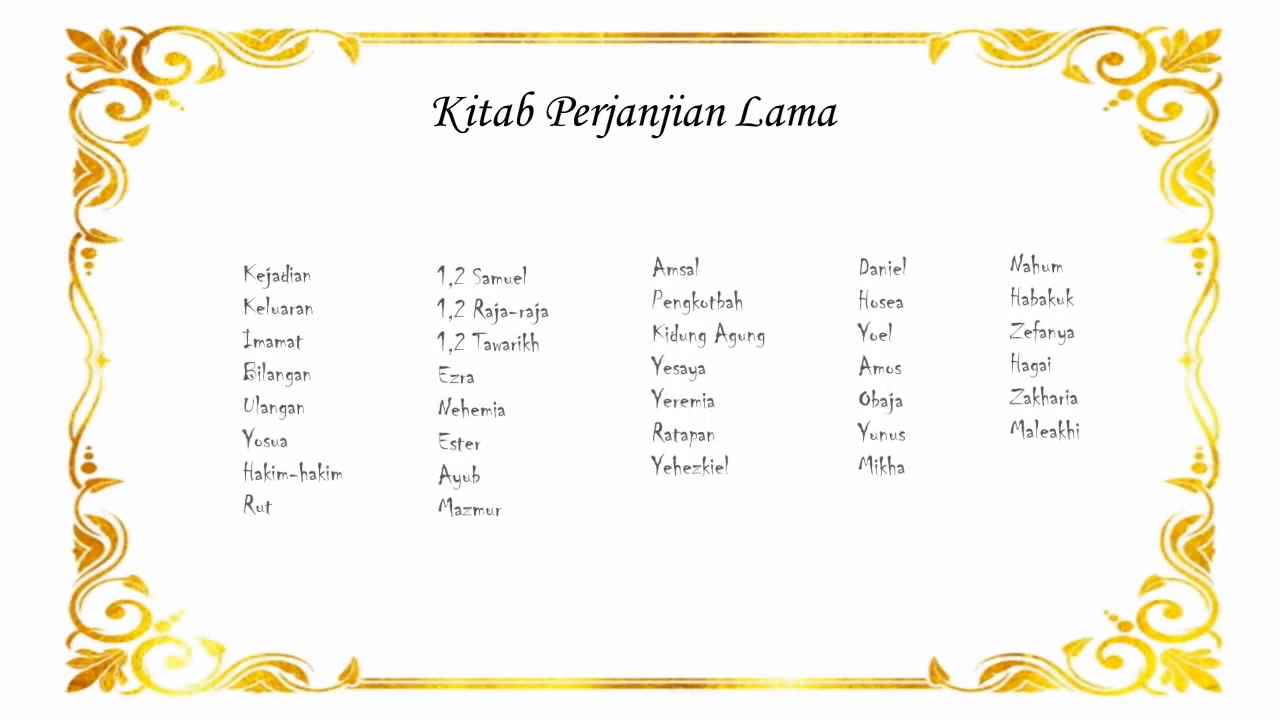 Kitab Perjanjian Lama
Kejadian
Keluaran
Imamat
Bilangan
Ulangan
Yosua
Hakim-hakim
Rut
1,2 Samuel
1,2 Raja-raja
1,2 Tawarikh
Ezra
Nehemia
Ester
Ayub
Mazmur
Amsal
Pengkotbah
Kidung Agung
Yesaya
Yeremia
Ratapan
Yehezkiel
Daniel
Hosea
Yoel
Amos
Obaja
Yunus
Mikha
Nahum
Habakuk
Zefanya
Hagai
Zakharia
Maleakhi